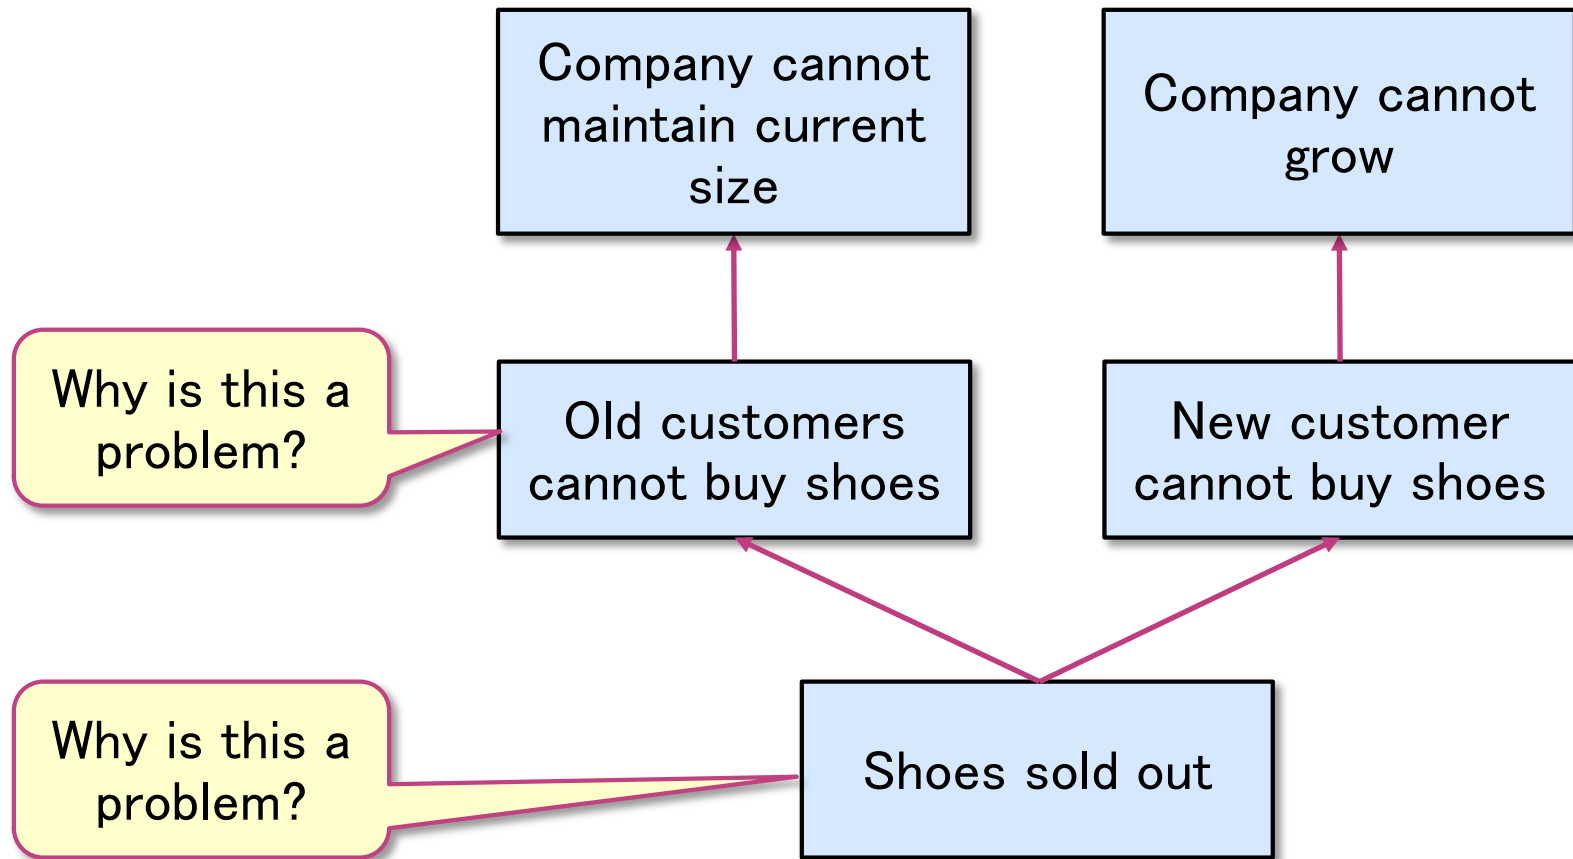 Company cannot
maintain current
size
Company cannot
grow
Why is this a
problem?
Old customers
cannot buy shoes
New customer
cannot buy shoes
Why is this a
problem?
Shoes sold out